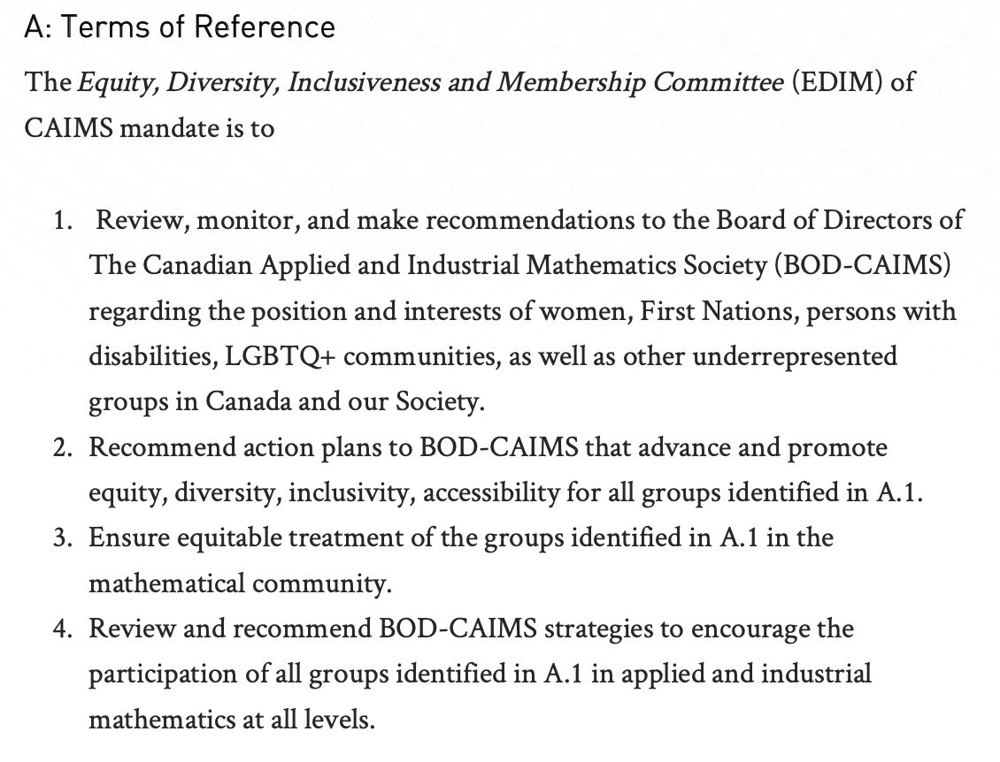 A: Terms of Reference
The Equity, Diversity, Inclusiveness and Membership Committee (EDIM) of
CAIMS mandate is to
1. Review, monitor, and make recommendations to the Board of Directors of
The Canadian Applied and Industrial Mathematics Society (BOD-CAIMS)
regarding the position and interests of women, First Nations, persons with
disabilities, LGBTQ+ communities, as well as other underrepresented
groups in Canada and our Society.
2. Recommend action plans to BOD-CAIMS that advance and promote
equity, diversity, inclusivity, accessibility for all groups identified in A.1.
3. Ensure equitable treatment of the groups identified in A.1 in the
mathematical community.
4. Review and recommend BOD-CAIMS strategies to encourage the
participation of all groups identified in A.1 in applied and industrial
mathematics at all levels.